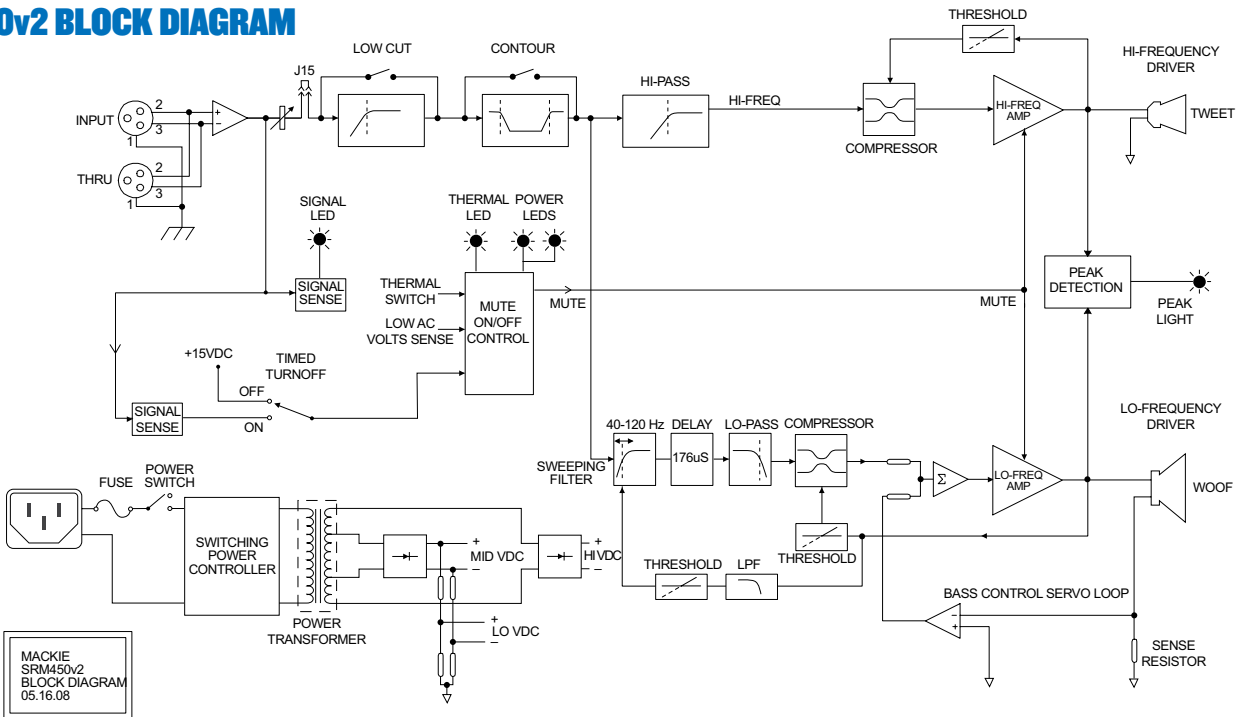 0v2 BLOCK DIAGRAM
THRESHOLD
LOW CUT
CONTOUR
J15
HI-PASS
HI-FREQUENCY
DRIVER
INPUT
2
3
1
+
−
HI-FREQ
COMPRESSOR
HI-FREQ
AMP
TWEET
THRU
2
3
1
SIGNAL
LED
THERMAL
LED
POWER
LEDS
SIGNAL
SENSE
THERMAL
SWITCH
LOW AC
VOLTS SENSE
MUTE
ON/OFF
CONTROL
MUTE
MUTE
PEAK
DETECTION
PEAK
LIGHT
+15VDC
TIMED
TURNOFF
OFF
ON
SIGNAL
SENSE
LO-FREQUENCY
DRIVER
40-120 Hz
DELAY
LO-PASS
COMPRESSOR
176uS
SWEEPING
FILTER
Σ
LO-FREQ
AMP
WOOF
FUSE
POWER
SWITCH
SWITCHING
POWER
CONTROLLER
POWER
TRANSFORMER
+
MID VDC
−
+
HI VDC
−
+
LO VDC
−
THRESHOLD
LPF
THRESHOLD
BASS CONTROL SERVO LOOP
−
+
SENSE
RESISTOR
MACKIE
SRM450v2
BLOCK DIAGRAM
05.16.08